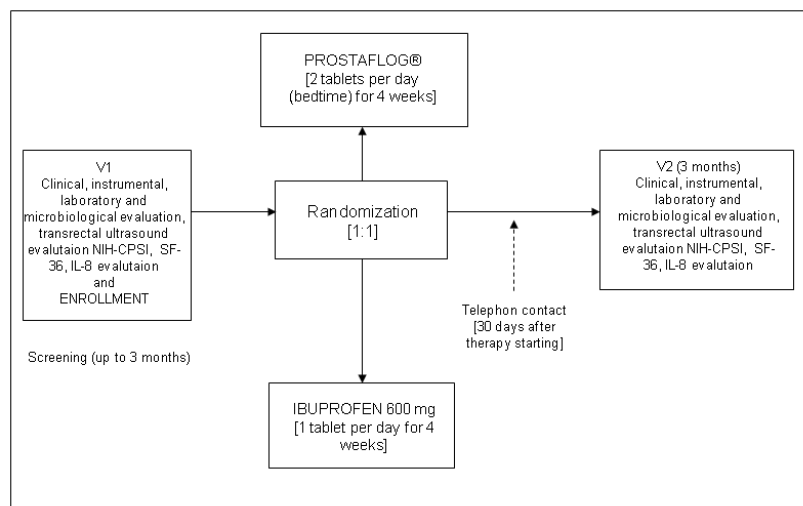 PROSTAFLOG®
[2 tablets per day
(bedtime) for 4 weeks]
V1
Clinical, instrumental,
laboratory and
microbiological evaluation,
transrectal ultrasound
evalutaion NIH-CPSI, SF-
36, IL-8 evalutaion
and
ENROLLMENT
Screening (up to 3 months)
Randomization
[1:1]
V2 (3 months)
Clinical, instrumental,
laboratory and
microbiological evaluation,
transrectal ultrasound
evalutaion NIH-CPSI, SF-
36, IL-8 evalutaion
Telephon contact
[30 days after
therapy starting]
IBUPROFEN 600 mg
[1 tablet per day for 4
weeks]